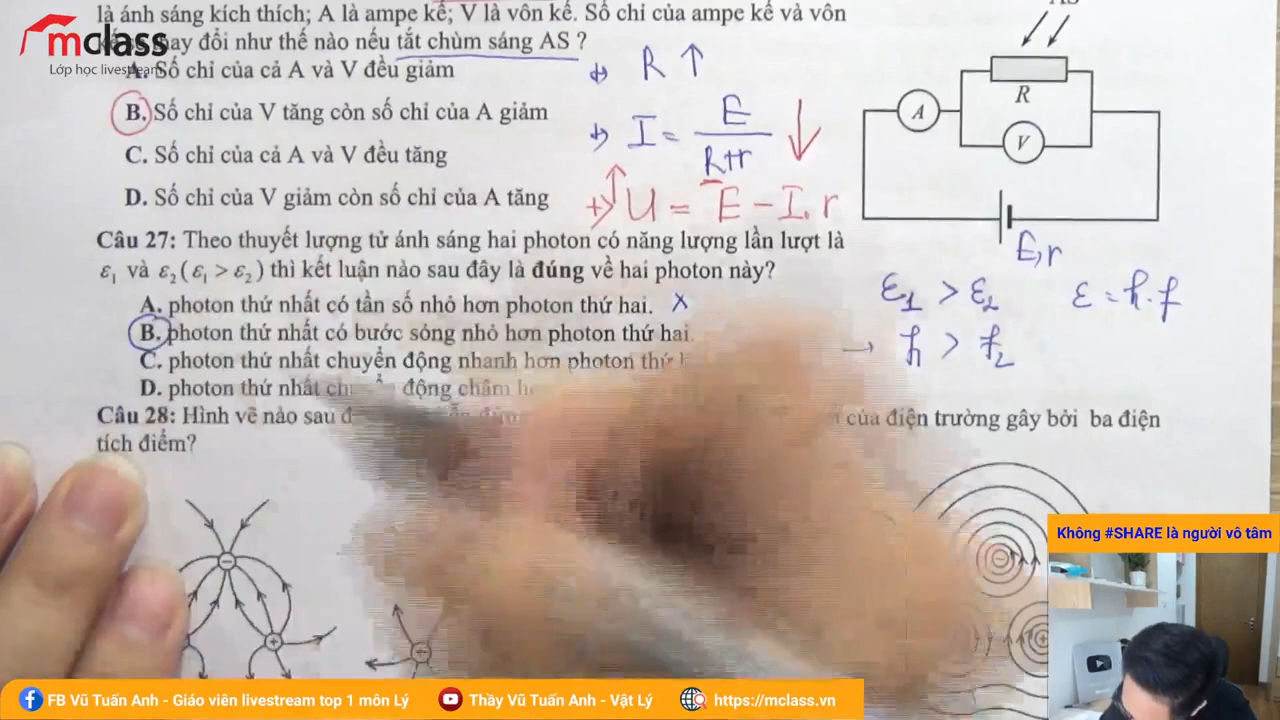 là ánh sáng kích thích; A là ampe kế; V là vôn kế. Số chỉ của ampe kế và vôn
thay đổi như thế nào nếu tắt chùm sáng AS ?
mclass
Lớp học livestream
A. Số chỉ của cả A và V đều giảm
B. Số chỉ của V tăng còn số chỉ của A giảm
C. Số chỉ của cả A và V đều tăng
D. Số chỉ của V giảm còn số chỉ của A tăng
R ↑
I = E / R+r ↓
↑ U = E - I.r
AS
R
A
V
E,r
Câu 27: Theo thuyết lượng tử ánh sáng hai photon có năng lượng lần lượt là
ε₁ và ε₂ (ε₁ > ε₂) thì kết luận nào sau đây là đúng về hai photon này?
A. photon thứ nhất có tần số nhỏ hơn photon thứ hai. x
B. photon thứ nhất có bước sóng nhỏ hơn photon thứ hai.
C. photon thứ nhất chuyển động nhanh hơn photon thứ
D. photon thứ nhất động chậm
ε₁ > ε₂ ε = h.f
→ f₁ > f₂
Câu 28: Hình vẽ nào sau của điện trường gây bởi ba điện
tích điểm?
Không #SHARE là người vô tâm
FB Vũ Tuấn Anh - Giáo viên livestream top 1 môn Lý Thầy Vũ Tuấn Anh - Vật Lý https://mclass.vn